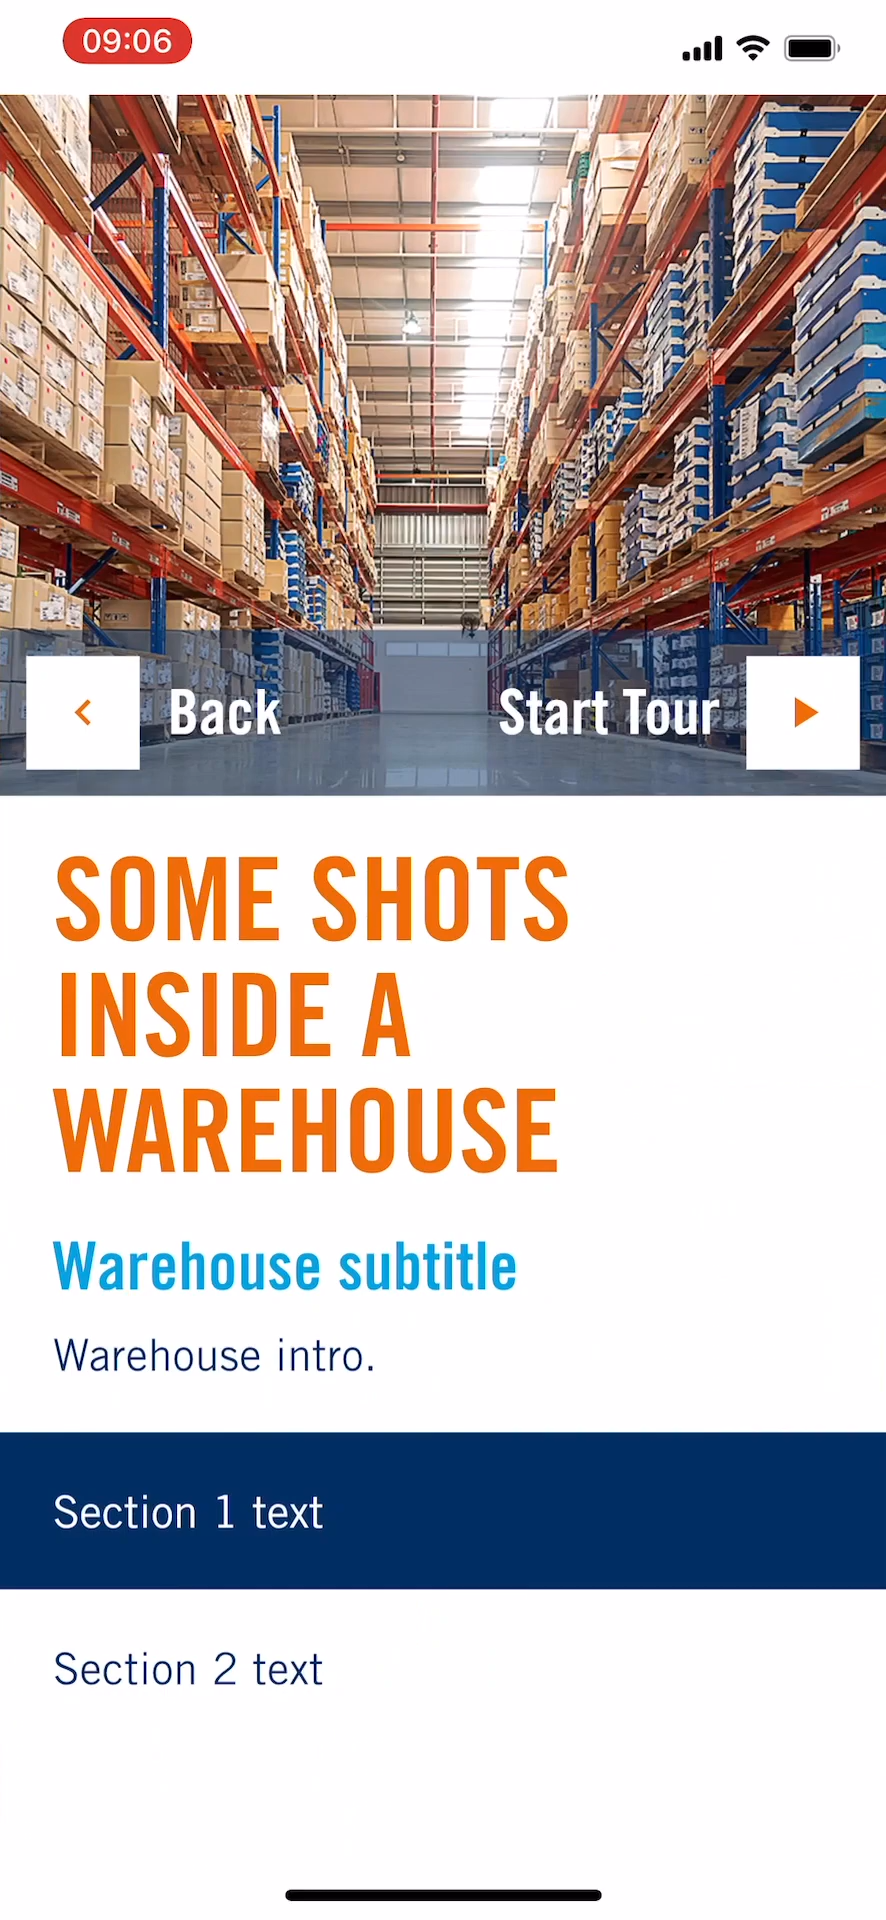 09:06
Back
Start Tour
SOME SHOTS
INSIDE A
WAREHOUSE
Warehouse subtitle
Warehouse intro.
Section 1 text
Section 2 text